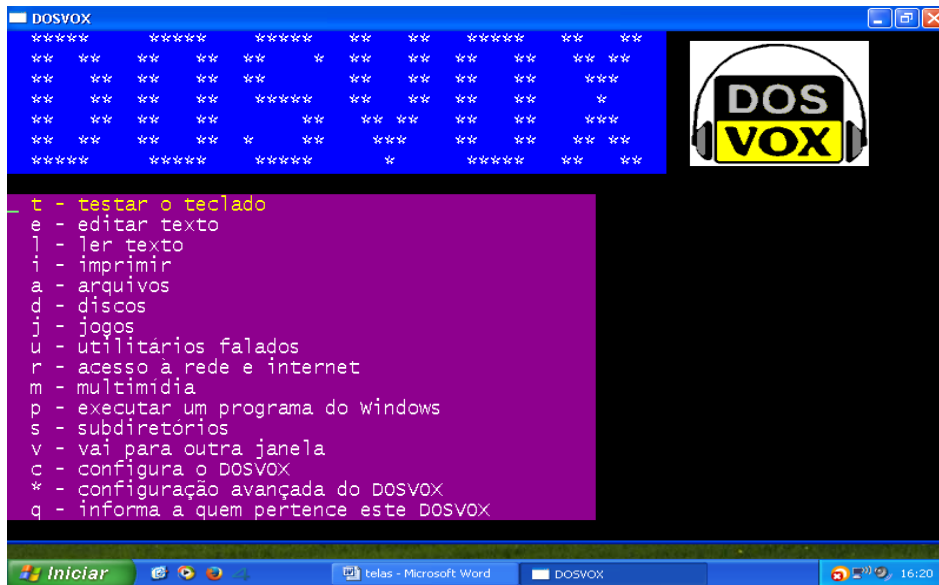 DOSVOX
DOSVOX
DOS
VOX
t - testar o teclado
e - editar texto
l - ler texto
i - imprimir
a - arquivos
d - discos
j - jogos
u - utilitários falados
r - acesso à rede e internet
m - multimídia
p - executar um programa do Windows
s - subdiretórios
v - vai para outra janela
c - configura o DOSVOX
* - configuração avançada do DOSVOX
q - informa a quem pertence este DOSVOX
Iniciar
telas - Microsoft Word
DOSVOX
16:20